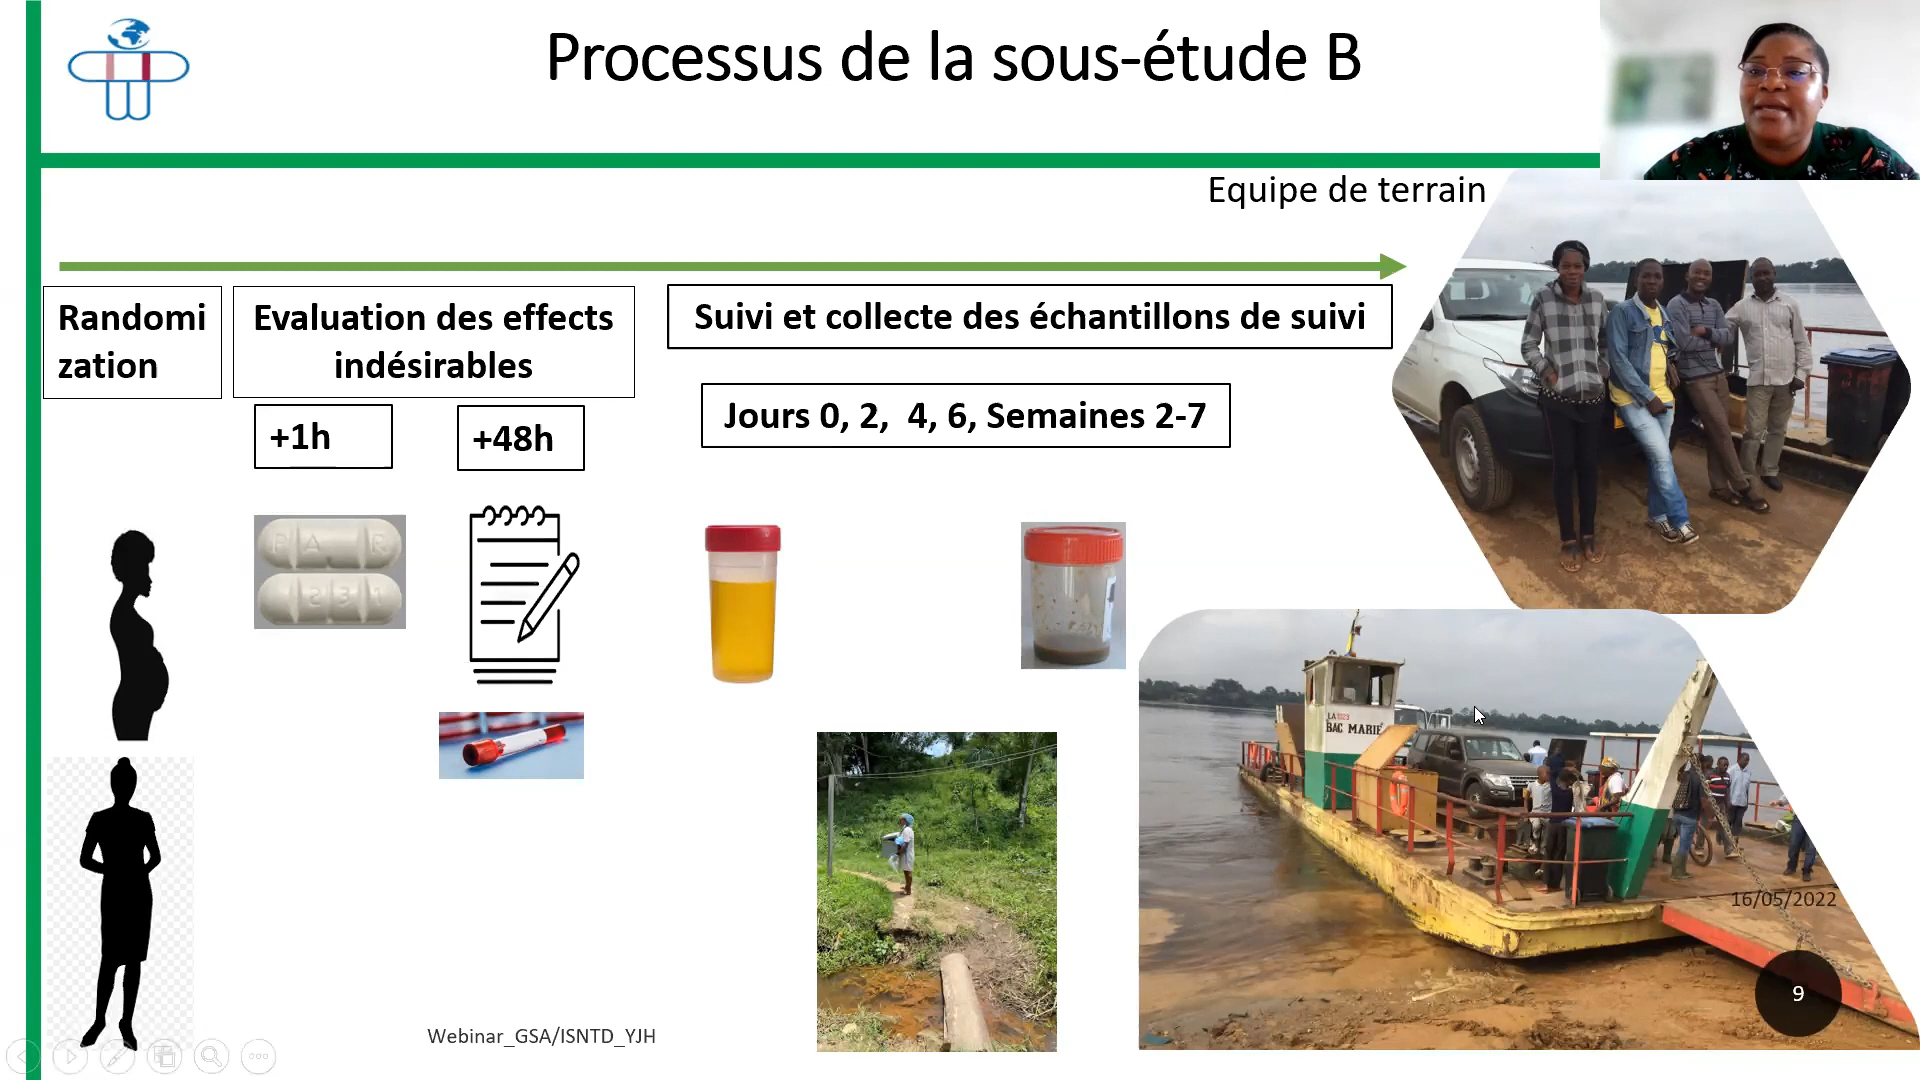 Processus de la sous-étude B
Equipe de terrain
Randomi
zation
Evaluation des effects
indésirables
Suivi et collecte des échantillons de suivi
+1h
+48h
Jours 0, 2, 4, 6, Semaines 2-7
PA R
231
BAC MARIE
16/05/2022
9
Webinar_GSA/ISNTD_YJH